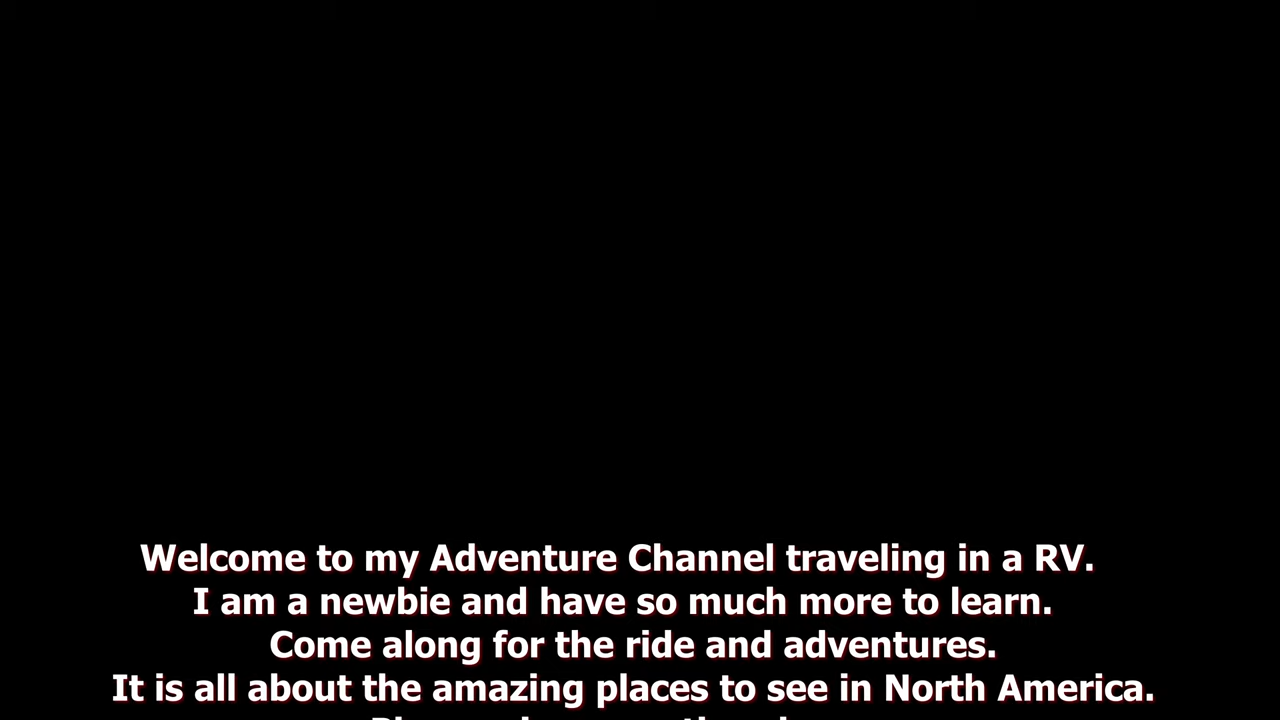 Welcome to my Adventure Channel traveling in a RV.
I am a newbie and have so much more to learn.
Come along for the ride and adventures.
It is all about the amazing places to see in North America.